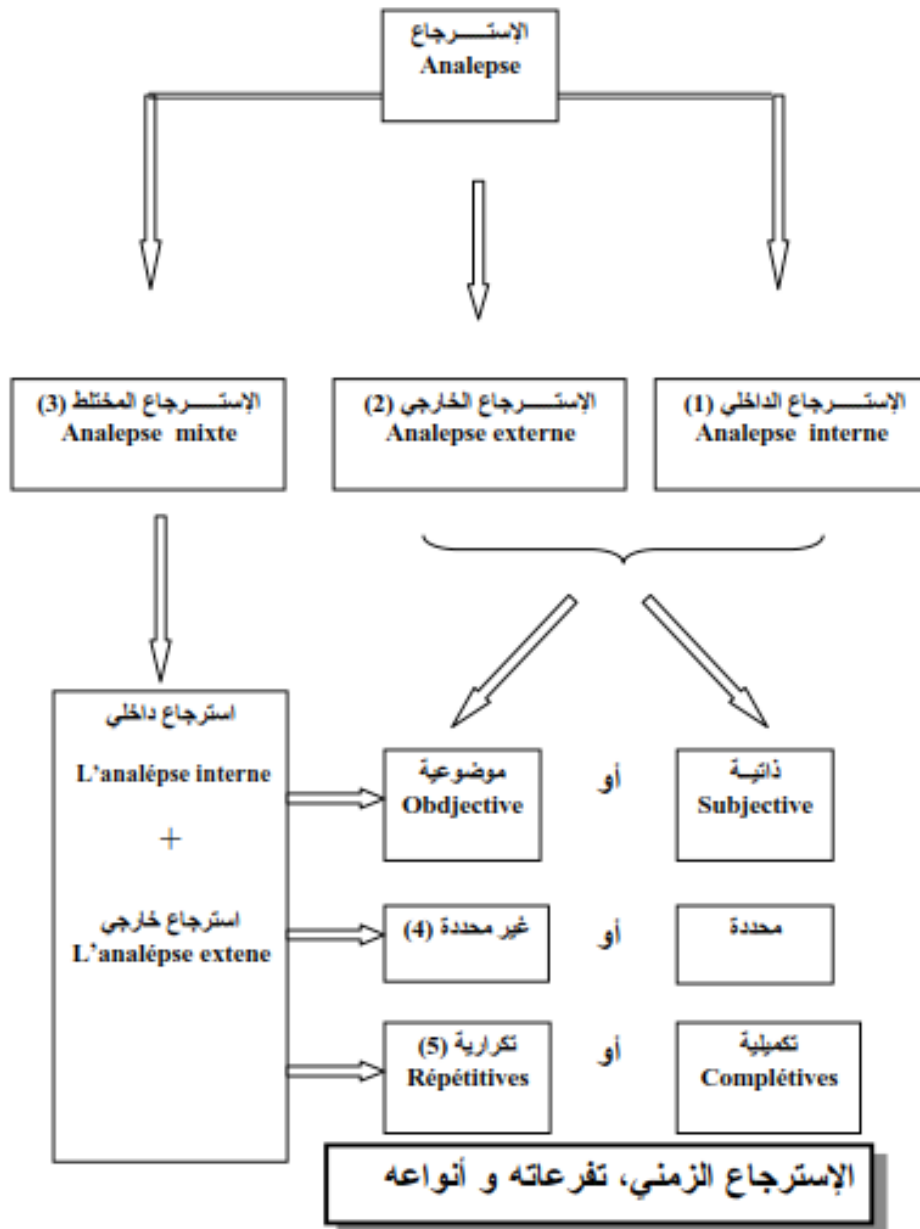 الإستـــــرجاع
Analepse
الإستـــــرجاع الداخلي (1)
Analepse interne
الإستـــــرجاع الخارجي (2)
Analepse externe
الإستـــــرجاع المختلط (3)
Analepse mixte
استرجاع داخلي
L’analépse interne
+
استرجاع خارجي
L’analépse extene
ذاتيــة
Subjective
أو
موضوعية
Obdjective
محددة
أو
غير محددة (4)
تكميلية
Complétives
أو
تكرارية (5)
Répétitives
الإسترجاع الزمني، تفرعاته و أنواعه